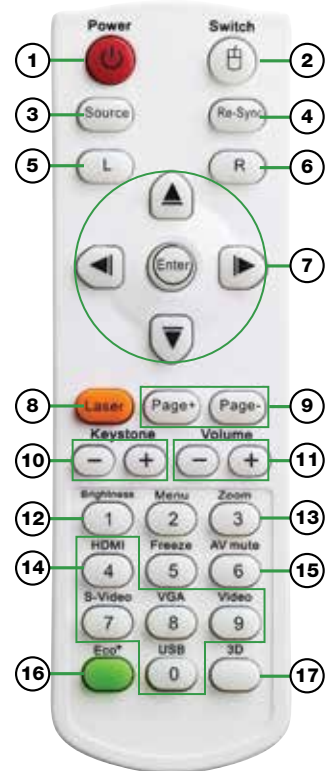 Power Switch
1 2
3 Source Re-Sync 4
5 L R 6
Enter 7
8 Laser Page+ Page- 9
Keystone Volume
10 − + − + 11
Brightness Menu Zoom
12 1 2 3 13
HDMI Freeze AV mute
14 4 5 6 15
S-Video VGA Video
7 8 9
Eco+ USB 3D
16 0 17